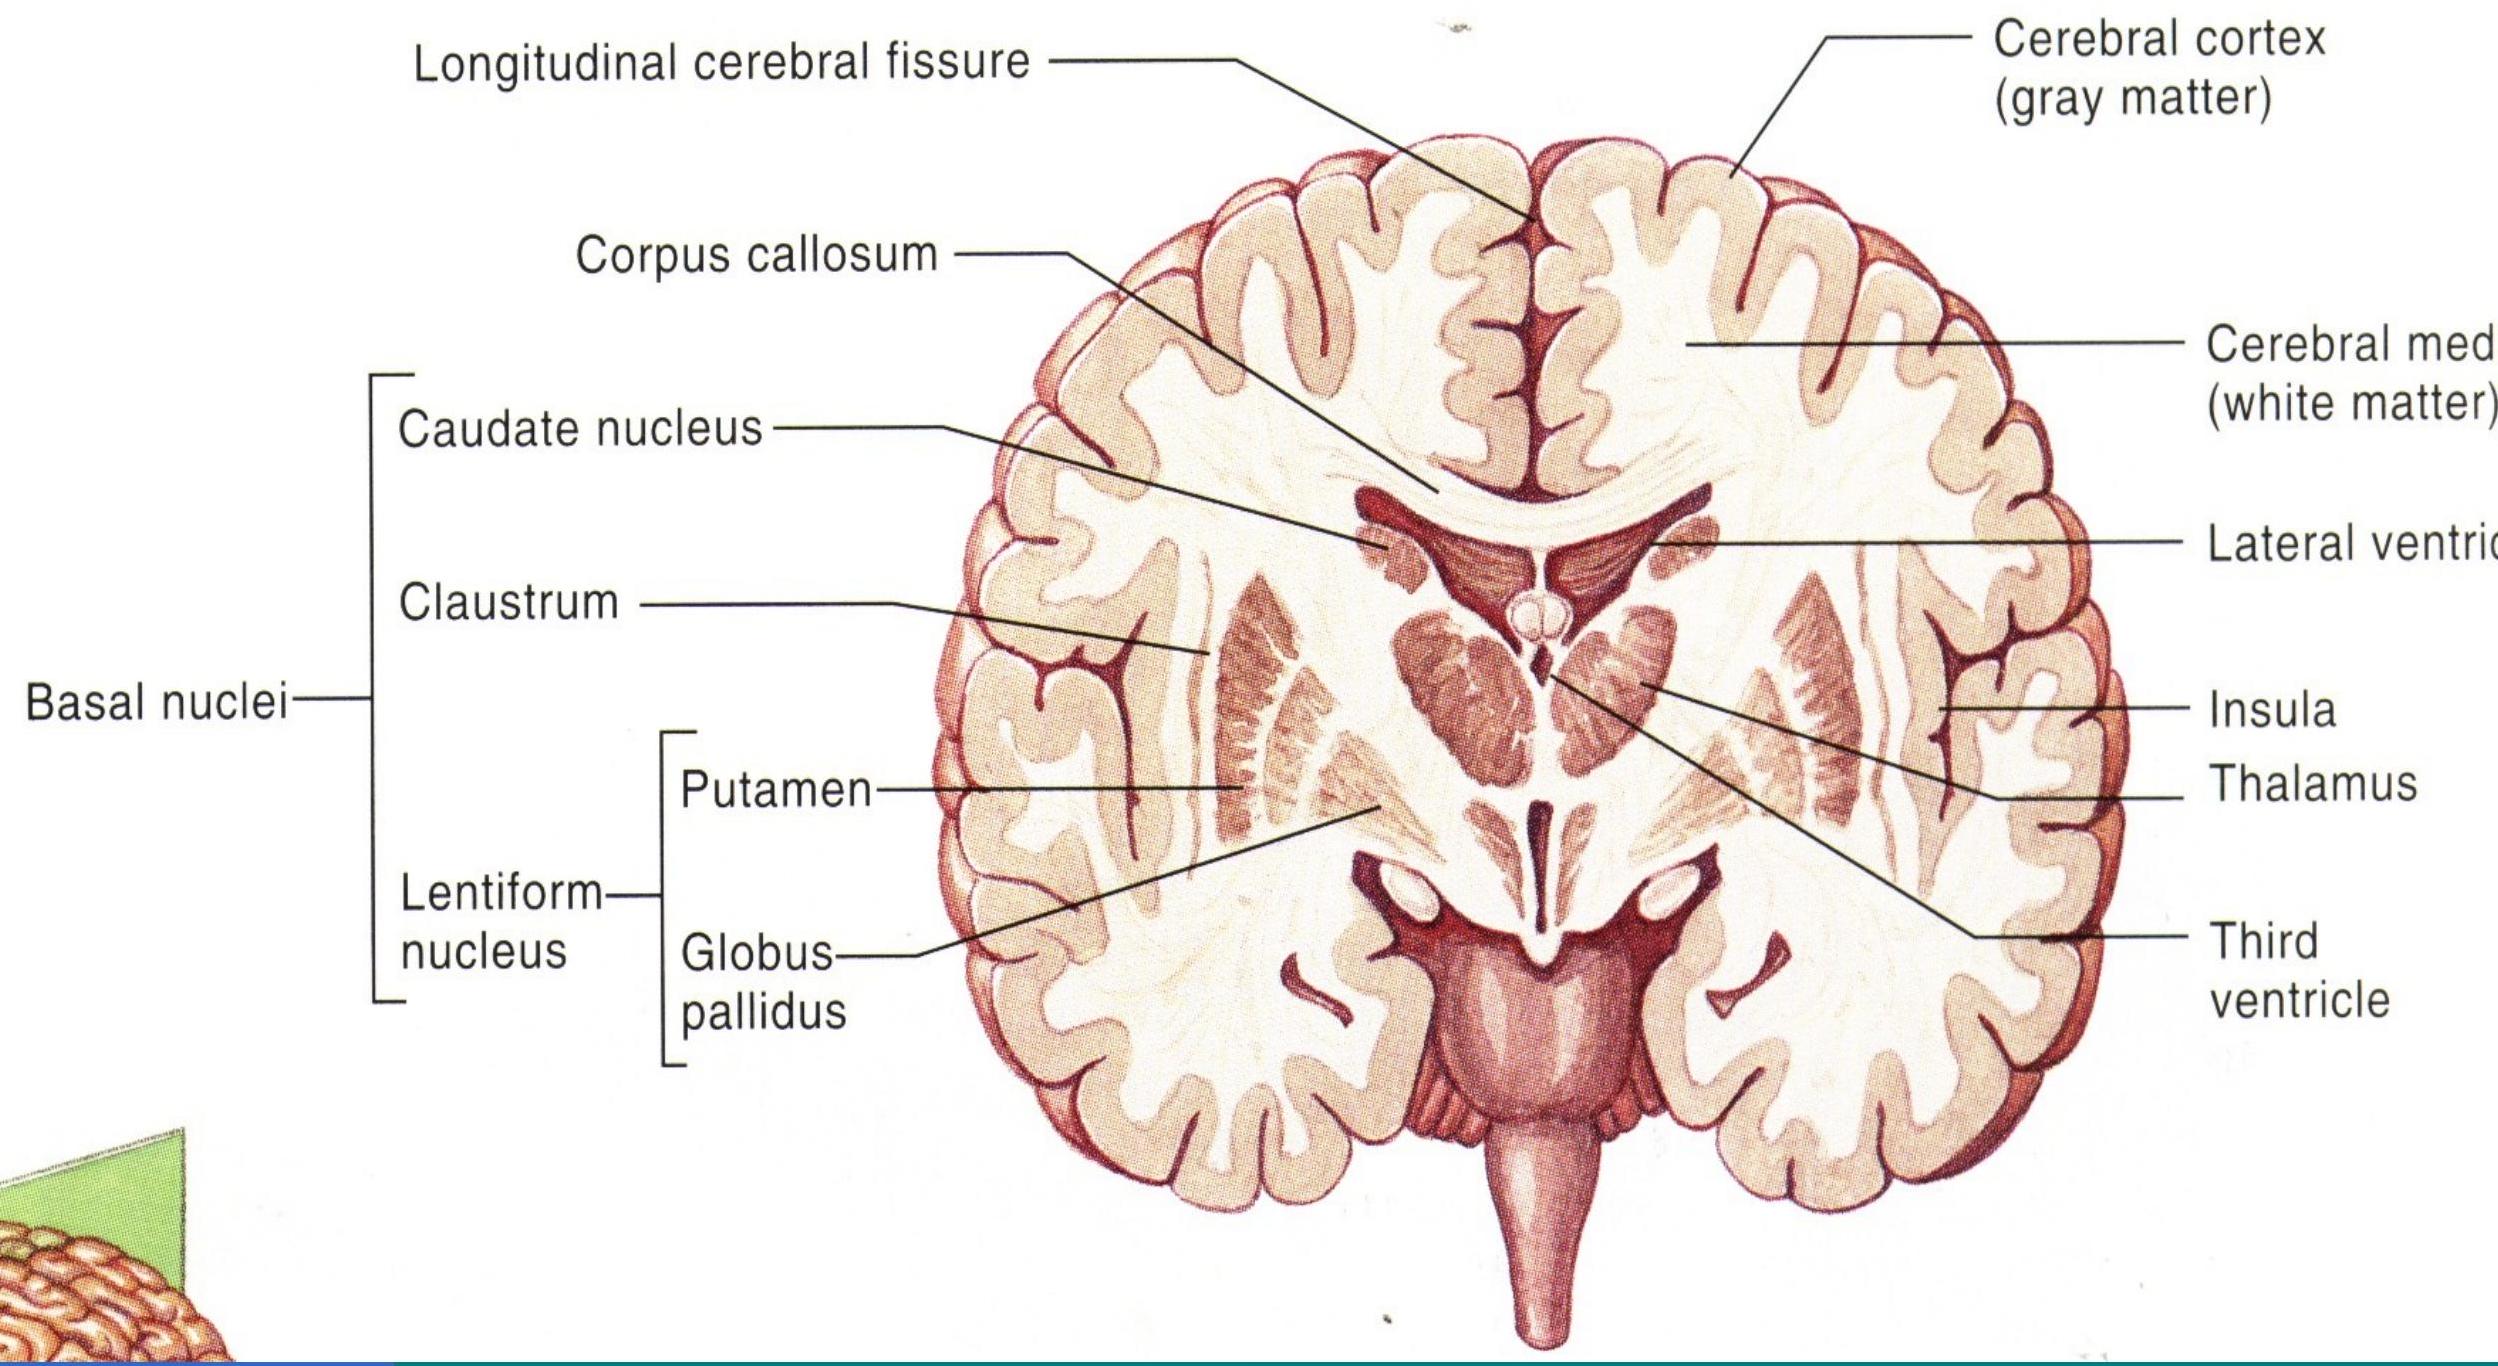 Longitudinal cerebral fissure
Cerebral cortex
(gray matter)
Corpus callosum
Cerebral med
(white matter)
Caudate nucleus
Lateral ventric
Claustrum
Basal nuclei
Insula
Thalamus
Putamen
Lentiform
nucleus
Globus
pallidus
Third
ventricle